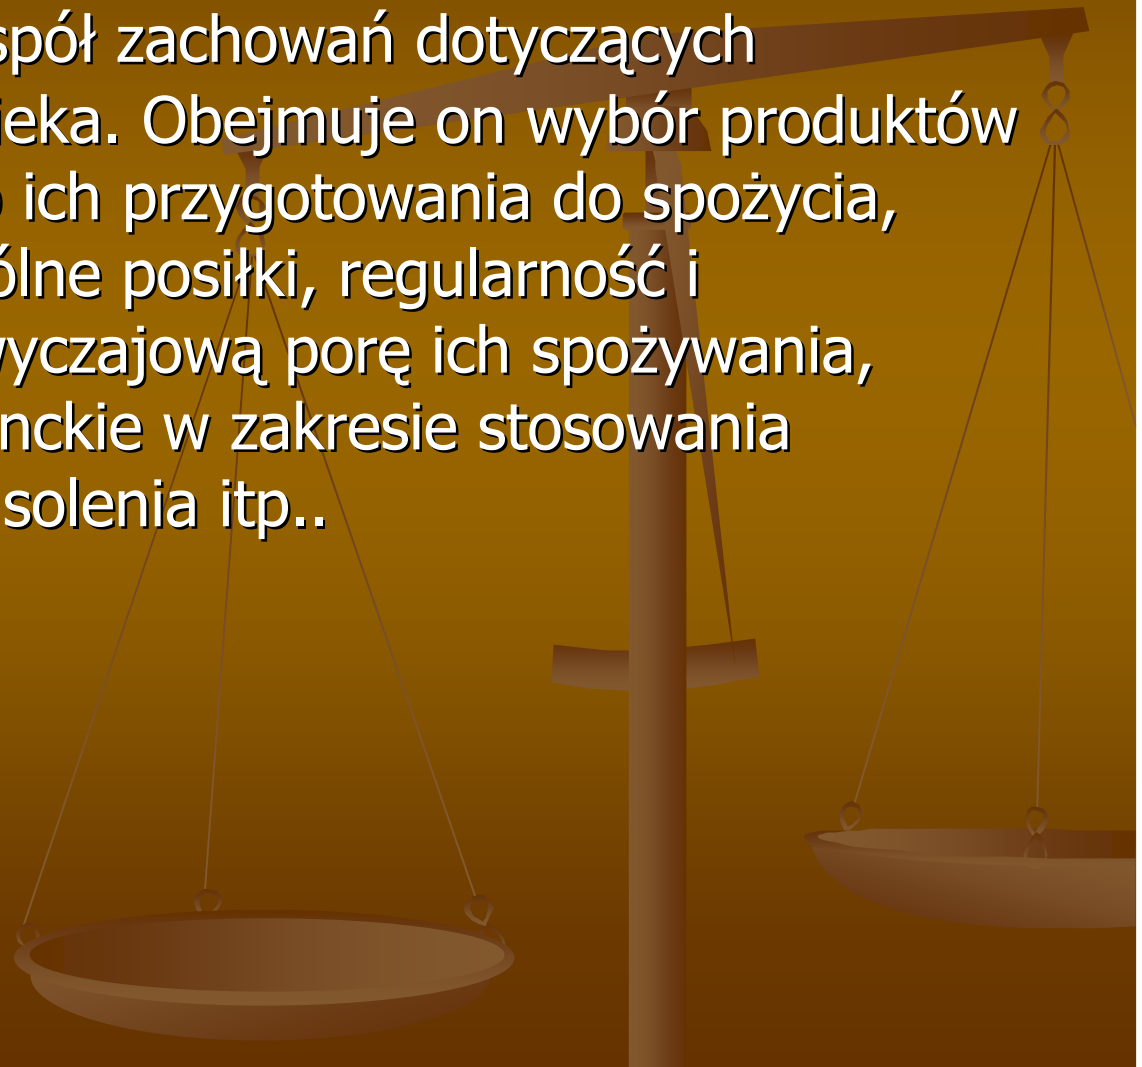 spół zachowań dotyczących
ieka. Obejmuje on wybór produktów
ich przygotowania do spożycia,
ólne posiłki, regularność i
wyczajową porę ich spożywania,
nckie w zakresie stosowania
solenia itp..